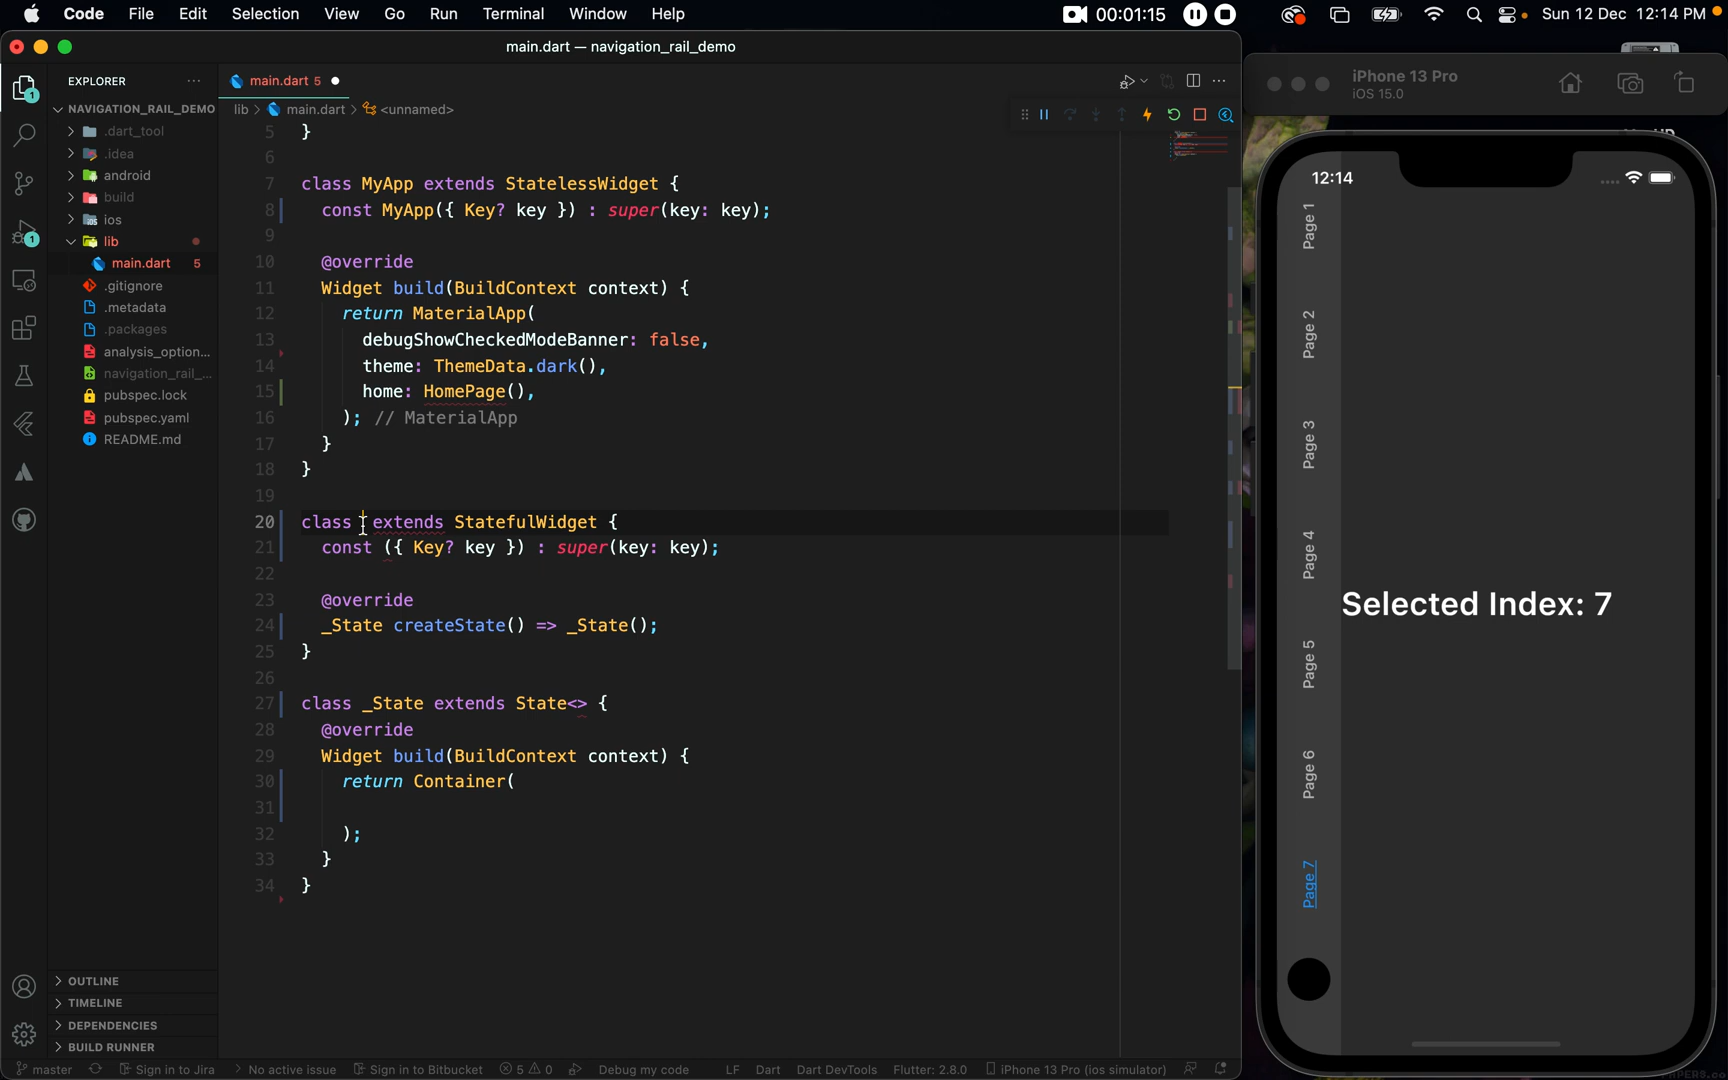 Code File Edit Selection View Go Run Terminal Window Help 00:01:15 Sun 12 Dec 12:14 PM
main.dart — navigation_rail_demo
EXPLORER
NAVIGATION_RAIL_DEMO
.dart_tool
.idea
android
build
ios
lib
main.dart 5
.gitignore
.metadata
.packages
analysis_option...
navigation_rail_...
pubspec.lock
pubspec.yaml
README.md
OUTLINE
TIMELINE
DEPENDENCIES
BUILD RUNNER
main.dart 5
lib > main.dart > <unnamed>
5 }
6
7 class MyApp extends StatelessWidget {
8 const MyApp({ Key? key }) : super(key: key);
9
10 @override
11 Widget build(BuildContext context) {
12 return MaterialApp(
13 debugShowCheckedModeBanner: false,
14 theme: ThemeData.dark(),
15 home: HomePage(),
16 ); // MaterialApp
17 }
18 }
19
20 class extends StatefulWidget {
21 const ({ Key? key }) : super(key: key);
22
23 @override
24 _State createState() => _State();
25 }
26
27 class _State extends State<> {
28 @override
29 Widget build(BuildContext context) {
30 return Container(
31
32 );
33 }
34 }
master Sign in to Jira No active issue Sign in to Bitbucket 5 0 Debug my code LF Dart Dart DevTools Flutter: 2.8.0 iPhone 13 Pro (ios simulator)
iPhone 13 Pro
iOS 15.0
12:14
Page 1
Page 2
Page 3
Page 4
Page 5
Page 6
Page 7
Selected Index: 7